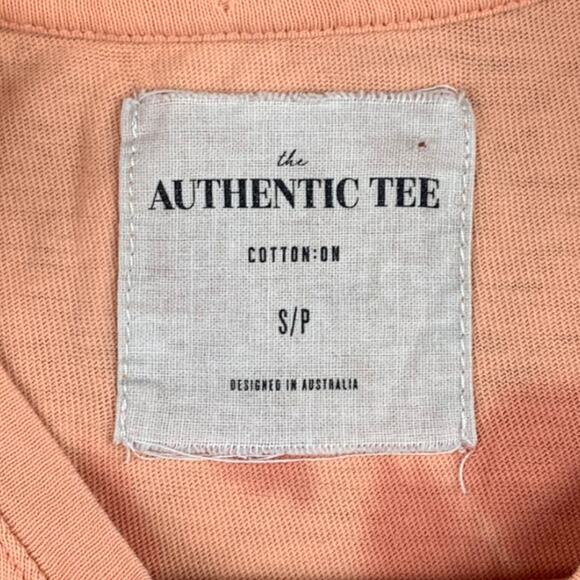 the
AUTHENTIC TEE
COTTON:ON
S/P
DESIGNED IN AUSTRALIA